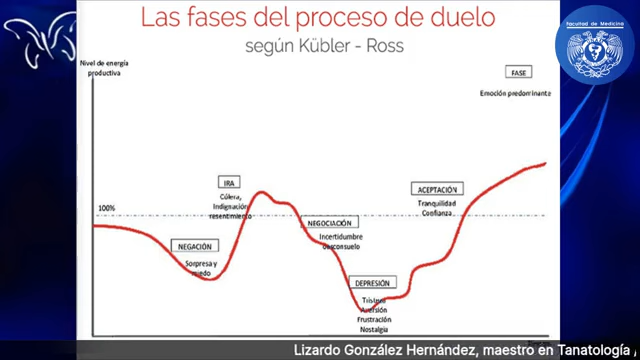 Las fases del proceso de duelo
según Kübler - Ross
Facultad de Medicina
Nivel de energía
productiva
FASE
Emoción predominante
IRA
Cólera,
Indignación
resentimiento
ACEPTACIÓN
Tranquilidad
Confianza
100%
NEGOCIACIÓN
Incertidumbre
desconsuelo
NEGACIÓN
Sorpresa y
miedo
DEPRESIÓN
Tristeza
Aversión
Frustración
Nostalgia
Lizardo González Hernández, maestro en Tanatología